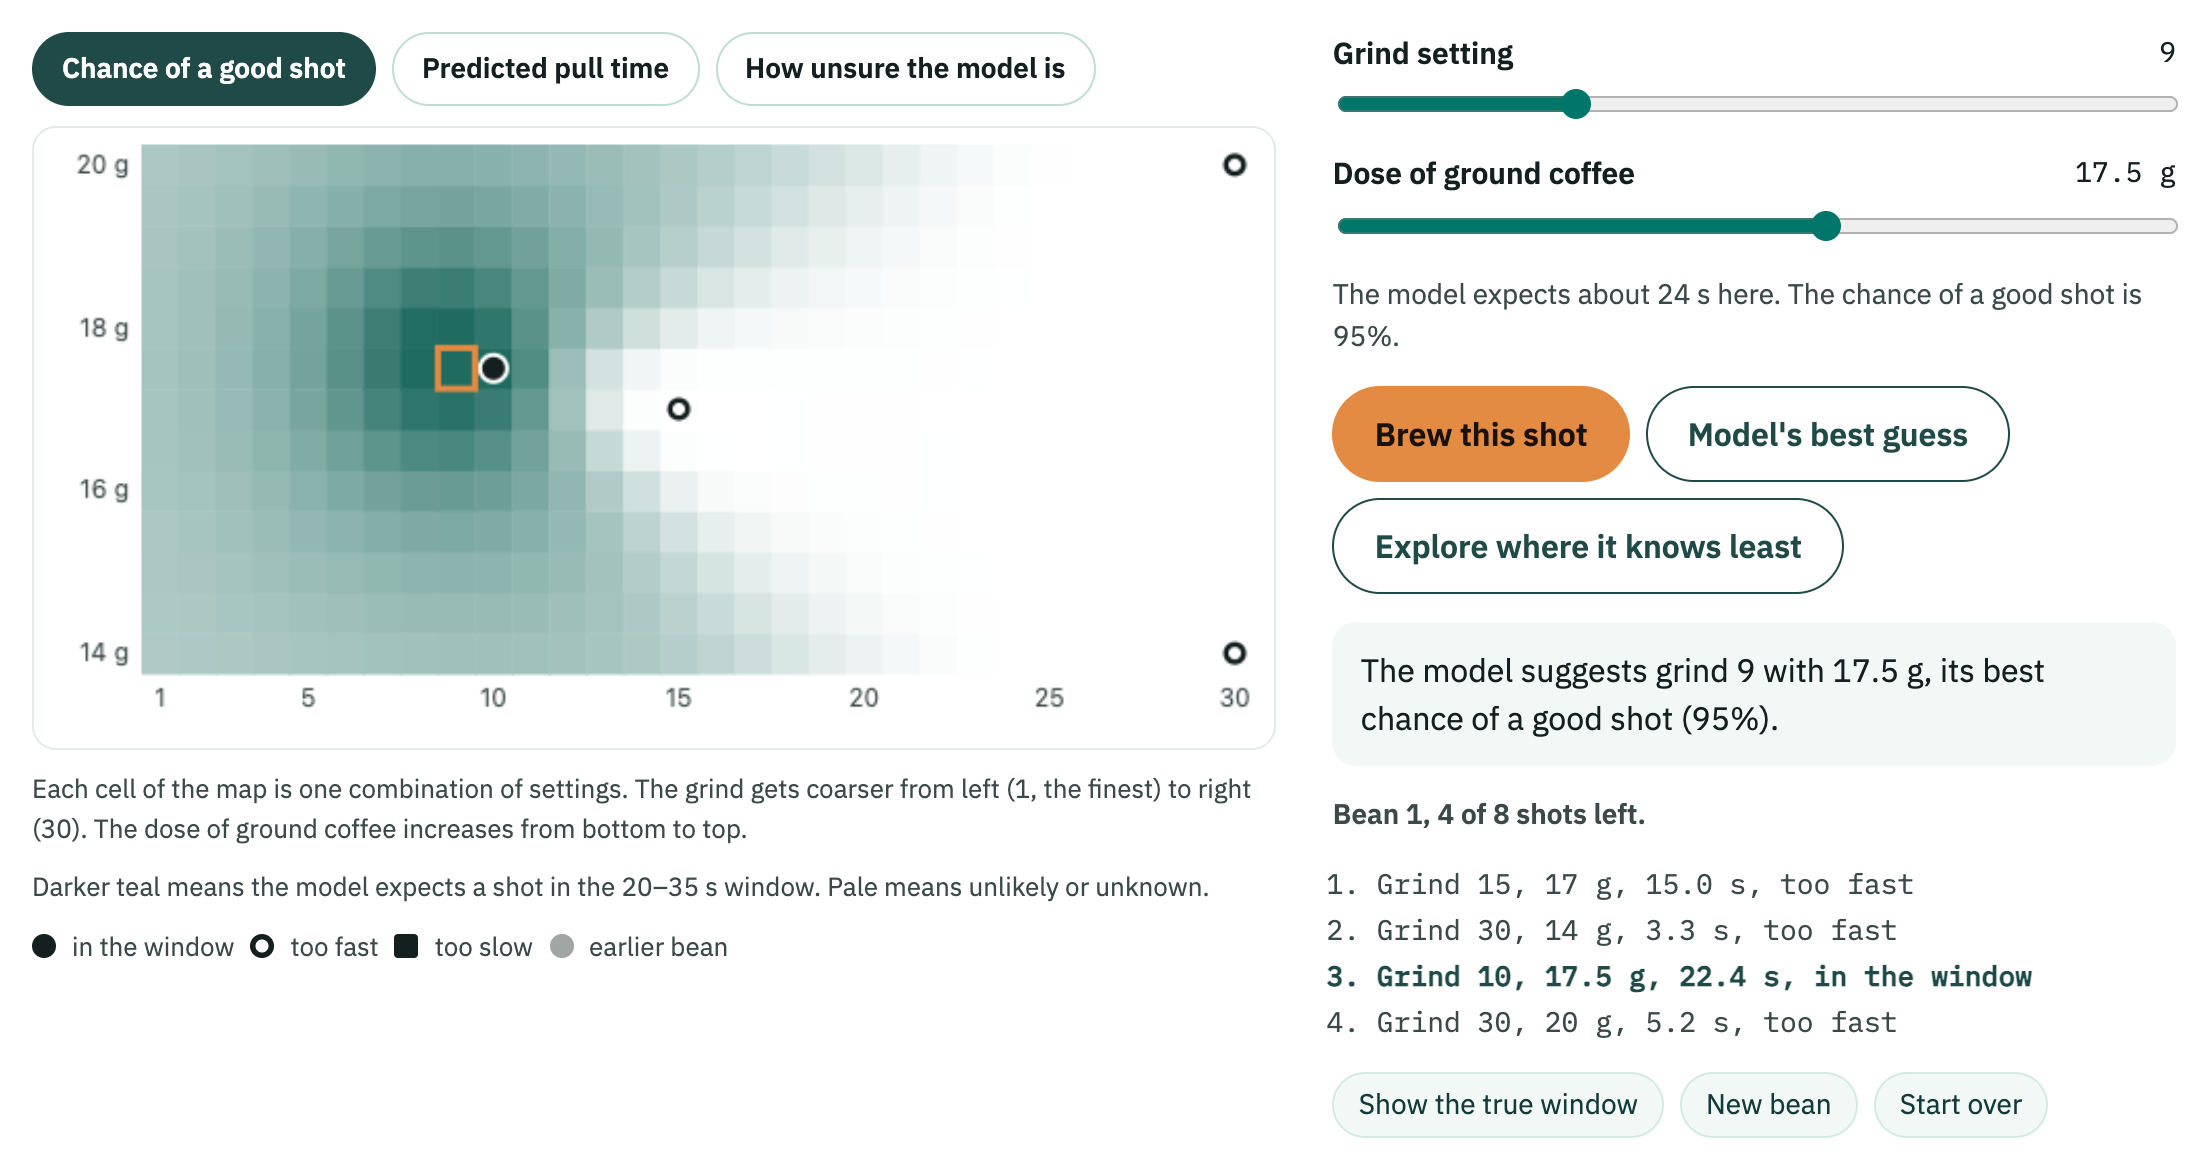 Chance of a good shot
Predicted pull time
How unsure the model is
20 g
18 g
16 g
14 g
1 5 10 15 20 25 30
Each cell of the map is one combination of settings. The grind gets coarser from left (1, the finest) to right
(30). The dose of ground coffee increases from bottom to top.
Darker teal means the model expects a shot in the 20–35 s window. Pale means unlikely or unknown.
in the window too fast too slow earlier bean
Grind setting 9
Dose of ground coffee 17.5 g
The model expects about 24 s here. The chance of a good shot is
95%.
Brew this shot
Model's best guess
Explore where it knows least
The model suggests grind 9 with 17.5 g, its best
chance of a good shot (95%).
Bean 1, 4 of 8 shots left.
1. Grind 15, 17 g, 15.0 s, too fast
2. Grind 30, 14 g, 3.3 s, too fast
3. Grind 10, 17.5 g, 22.4 s, in the window
4. Grind 30, 20 g, 5.2 s, too fast
Show the true window
New bean
Start over